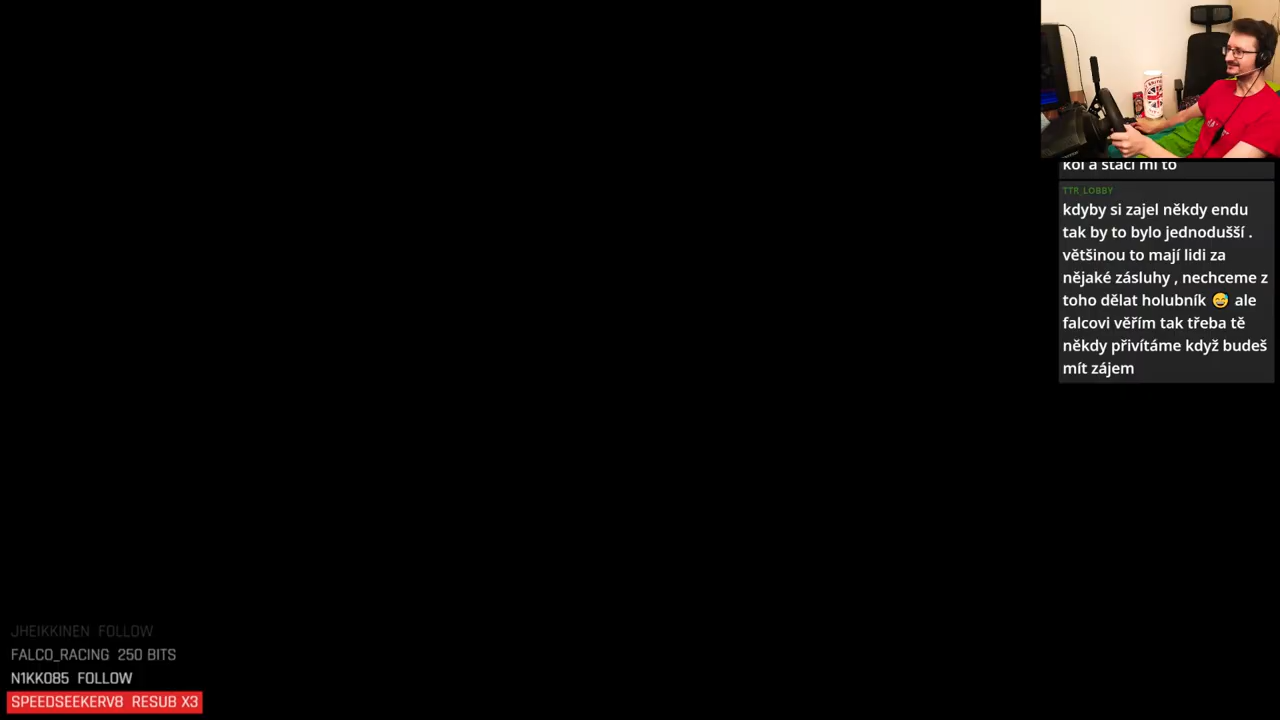 kol a stačí mi to
TTR_LOBBY
kdyby si zajel někdy endu
tak by to bylo jednodušší .
většinou to mají lidi za
nějaké zásluhy , nechceme z
toho dělat holubník 😅 ale
falcovi věřím tak třeba tě
někdy přivítáme když budeš
mít zájem
JHEIKKINEN FOLLOW
FALCO_RACING 250 BITS
N1KKO85 FOLLOW
SPEEDSEEKERV8 RESUB X3